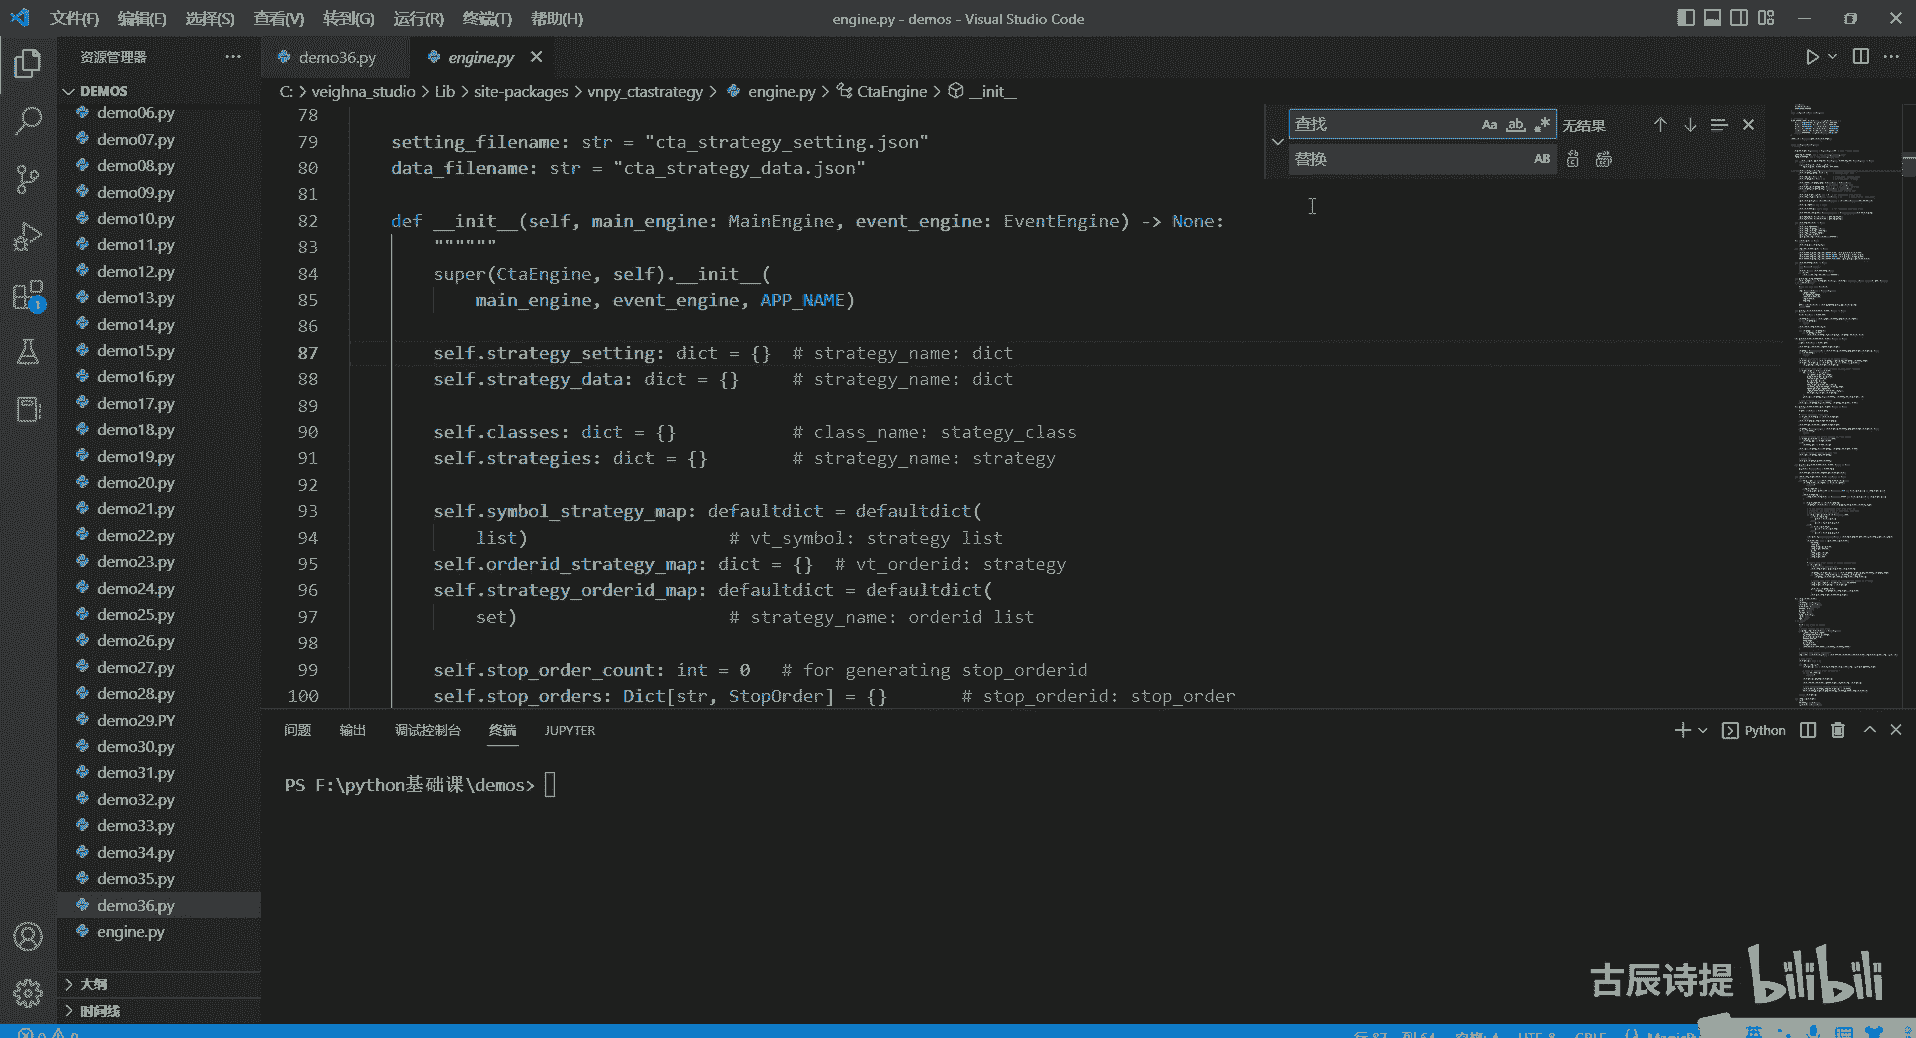 文件(F) 编辑(E) 选择(S) 查看(V) 转到(G) 运行(R) 终端(T) 帮助(H)
engine.py - demos - Visual Studio Code
资源管理器
demo36.py
engine.py
DEMOS
C: > veighna_studio > Lib > site-packages > vnpy_ctastrategy > engine.py > CtaEngine > __init__
demo06.py
demo07.py
demo08.py
demo09.py
demo10.py
demo11.py
demo12.py
demo13.py
demo14.py
demo15.py
demo16.py
demo17.py
demo18.py
demo19.py
demo20.py
demo21.py
demo22.py
demo23.py
demo24.py
demo25.py
demo26.py
demo27.py
demo28.py
demo29.PY
demo30.py
demo31.py
demo32.py
demo33.py
demo34.py
demo35.py
demo36.py
engine.py
大纲
时间线
查找 Aa ab .* 无结果
替换 AB
78
79 setting_filename: str = "cta_strategy_setting.json"
80 data_filename: str = "cta_strategy_data.json"
81
82 def __init__(self, main_engine: MainEngine, event_engine: EventEngine) -> None:
83 """"""
84 super(CtaEngine, self).__init__(
85 main_engine, event_engine, APP_NAME)
86
87 self.strategy_setting: dict = {} # strategy_name: dict
88 self.strategy_data: dict = {} # strategy_name: dict
89
90 self.classes: dict = {} # class_name: stategy_class
91 self.strategies: dict = {} # strategy_name: strategy
92
93 self.symbol_strategy_map: defaultdict = defaultdict(
94 list) # vt_symbol: strategy list
95 self.orderid_strategy_map: dict = {} # vt_orderid: strategy
96 self.strategy_orderid_map: defaultdict = defaultdict(
97 set) # strategy_name: orderid list
98
99 self.stop_order_count: int = 0 # for generating stop_orderid
100 self.stop_orders: Dict[str, StopOrder] = {} # stop_orderid: stop_order
问题 输出 调试控制台 终端 JUPYTER
Python
PS F:\python基础课\demos>
古辰诗提 bilibili
英